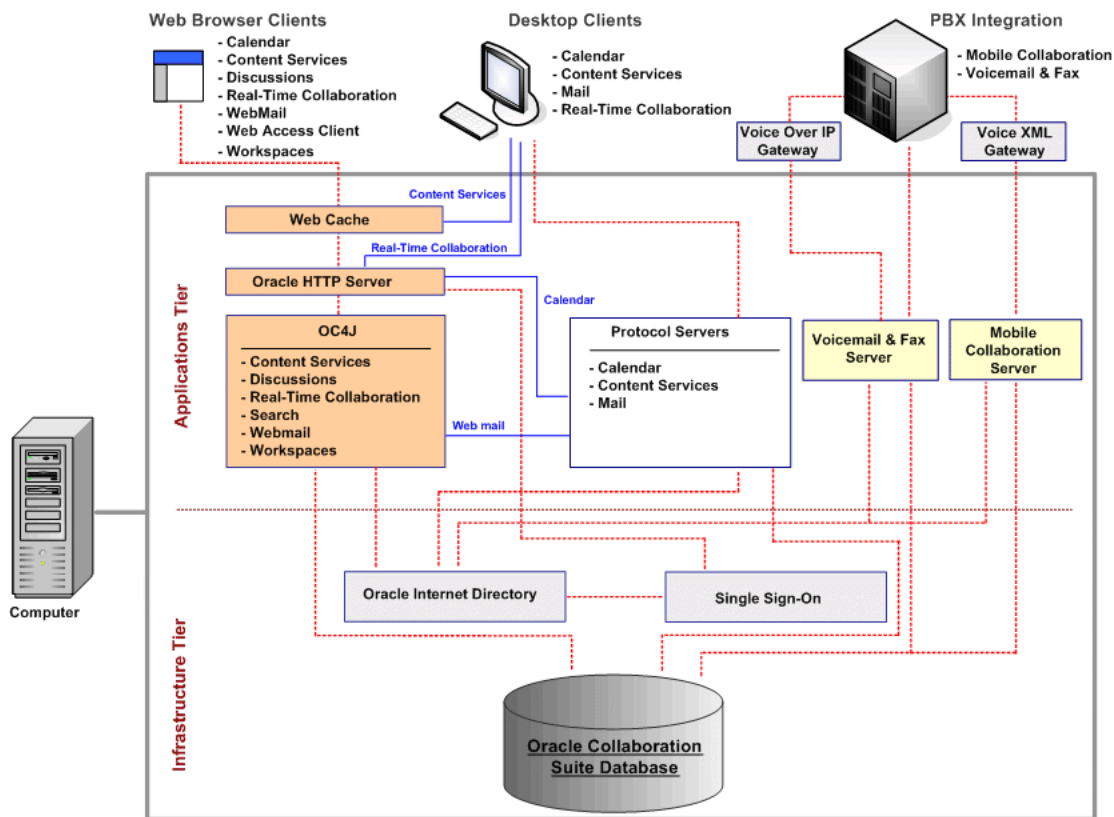 Web Browser Clients
- Calendar
- Content Services
- Discussions
- Real-Time Collaboration
- WebMail
- Web Access Client
- Workspaces
Desktop Clients
- Calendar
- Content Services
- Mail
- Real-Time Collaboration
PBX Integration
- Mobile Collaboration
- Voicemail & Fax
Voice Over IP
Gateway
Voice XML
Gateway
Content Services
Web Cache
Real-Time Collaboration
Oracle HTTP Server
Calendar
OC4J
- Content Services
- Discussions
- Real-Time Collaboration
- Search
- Webmail
- Workspaces
Web mail
Protocol Servers
- Calendar
- Content Services
- Mail
Voicemail & Fax
Server
Mobile
Collaboration
Server
Applications Tier
Computer
Infrastructure Tier
Oracle Internet Directory
Single Sign-On
Oracle Collaboration
Suite Database